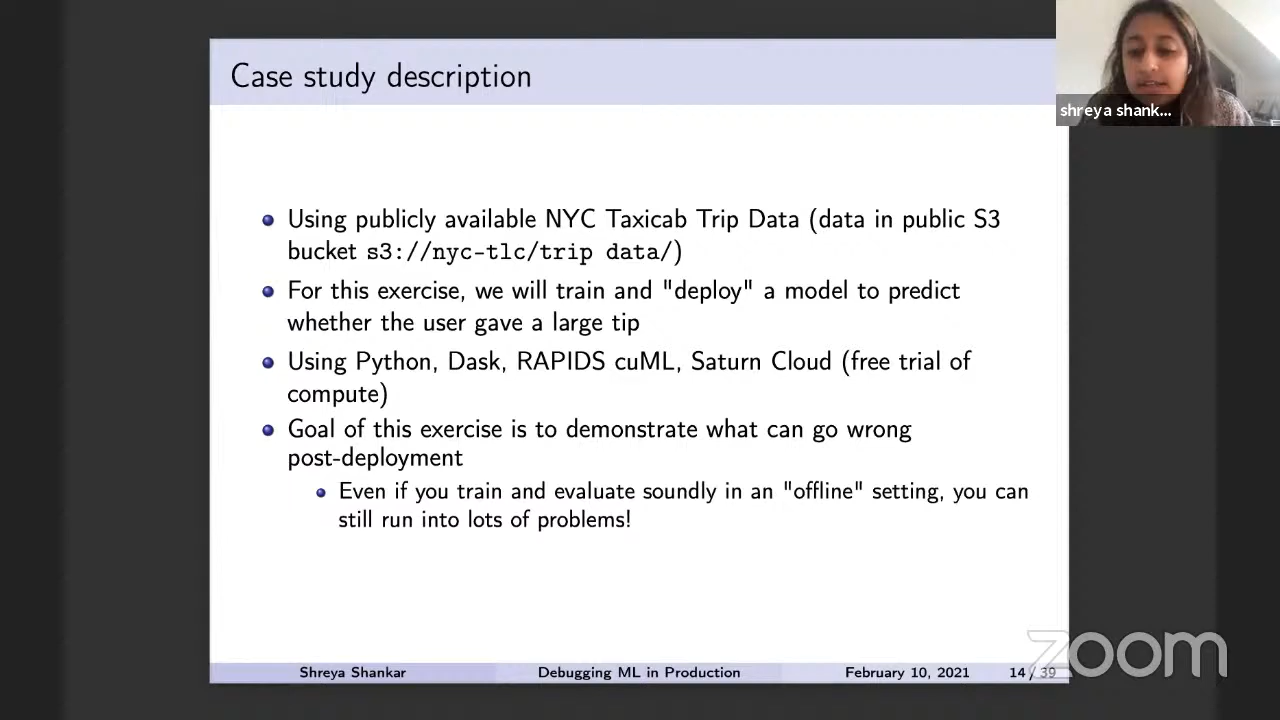 Case study description
shreya shank...
Using publicly available NYC Taxicab Trip Data (data in public S3
bucket s3://nyc-tlc/trip data/)
For this exercise, we will train and "deploy" a model to predict
whether the user gave a large tip
Using Python, Dask, RAPIDS cuML, Saturn Cloud (free trial of
compute)
Goal of this exercise is to demonstrate what can go wrong
post-deployment
Even if you train and evaluate soundly in an "offline" setting, you can
still run into lots of problems!
Shreya Shankar Debugging ML in Production February 10, 2021 14 / 39
zoom